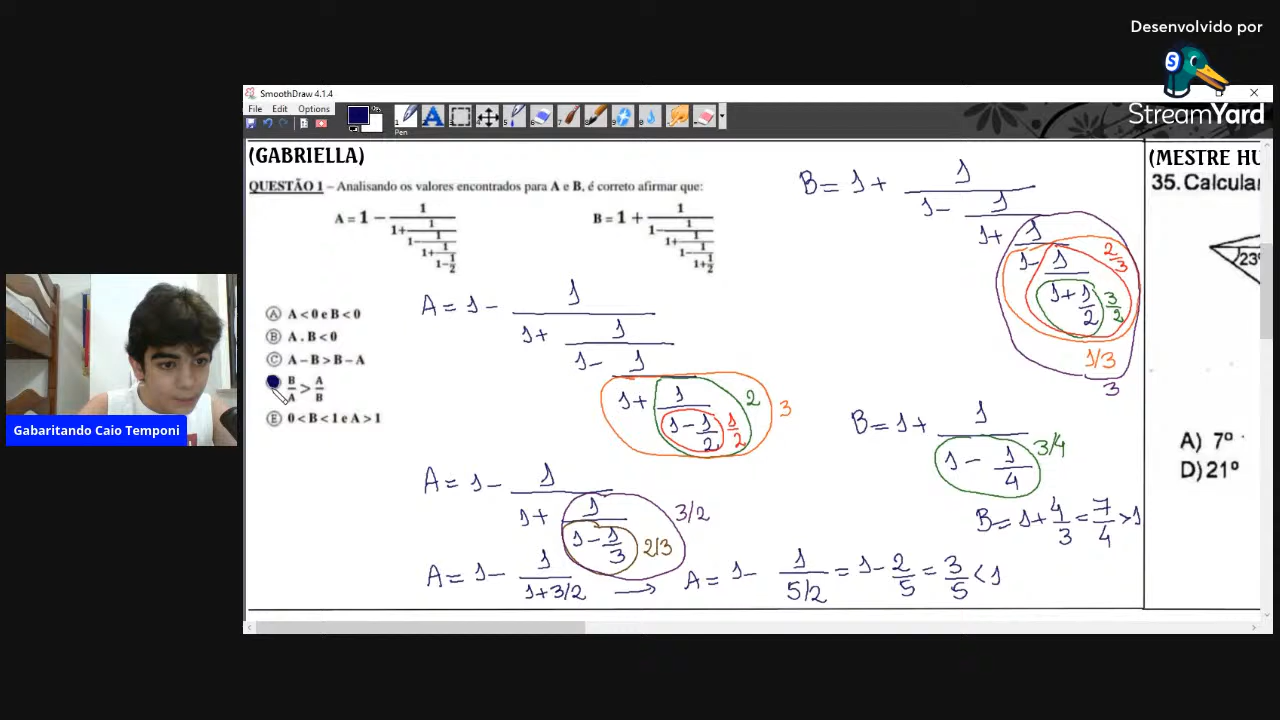 Desenvolvido por
StreamYard
SmoothDraw 4.1.4
File Edit Options
Pen
(GABRIELLA)
QUESTÃO 1 – Analisando os valores encontrados para A e B, é correto afirmar que:
A = 1 - 1/(1+1/(1-1/(1+1/(1-1/2))))
B = 1 + 1/(1-1/(1+1/(1-1/(1+1/2))))
A A < 0 e B < 0
B A . B < 0
C A – B > B – A
B/A > A/B
E 0 < B < 1 e A > 1
A = 1 - 1/(1+1/(1-1/(1+1/(1-1/2))))
1/2
2
3
A = 1 - 1/(1+1/(1-1/3))
2/3
3/2
A = 1 - 1/(1+3/2) → A = 1 - 1/(5/2) = 1 - 2/5 = 3/5 < 1
B = 1 + 1/(1-1/(1+1/(1-1/(1+1/2))))
3/2
2/3
1/3
3
B = 1 + 1/(1-1/4)
3/4
B = 1 + 4/3 = 7/4 > 1
(MESTRE HU
35. Calcula
23º
A) 7º
D) 21º
Gabaritando Caio Temponi